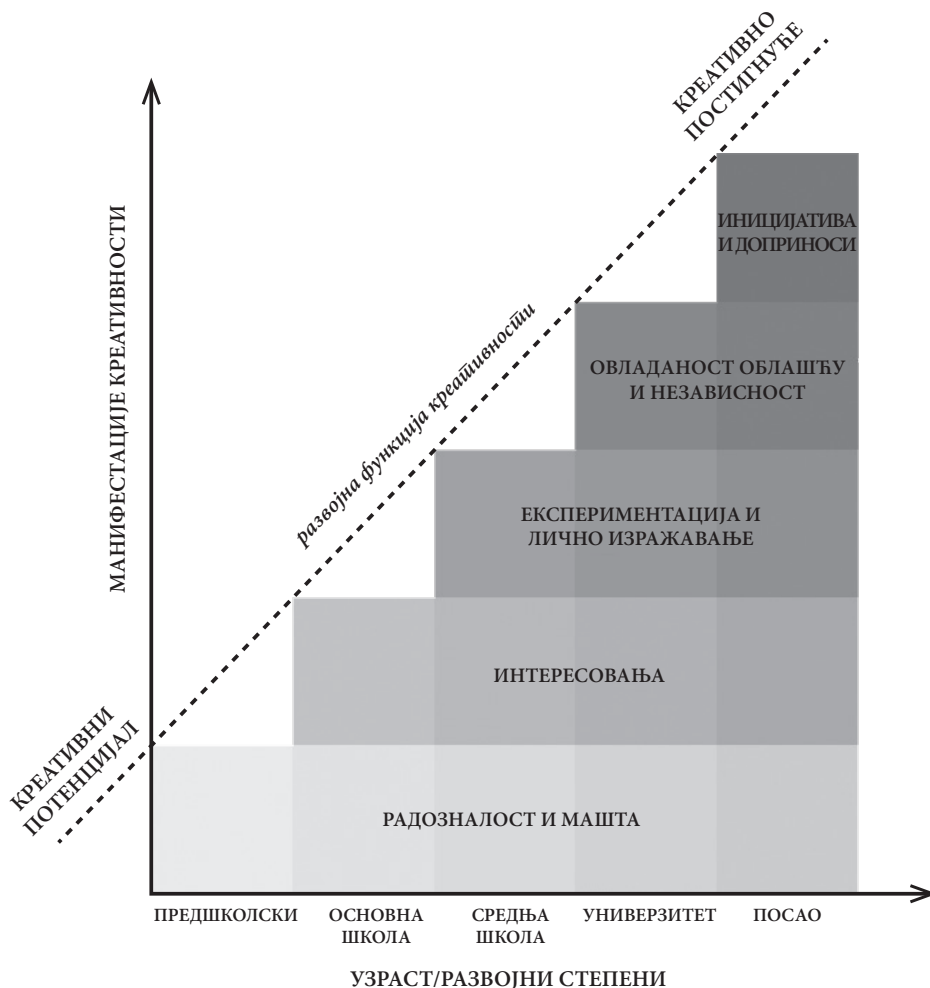 КРЕАТИВНО
ПОСТИГНУЋЕ
ИНИЦИЈАТИВА
И ДОПРИНОСИ
МАНИФЕСТАЦИЈЕ КРЕАТИВНОСТИ
развојна функција креативности
ОВЛАДАНОСТ ОБЛАШЋУ
И НЕЗАВИСНОСТ
ЕКСПЕРИМЕНТАЦИЈА И
ЛИЧНО ИЗРАЖАВАЊЕ
ИНТЕРЕСОВАЊА
КРЕАТИВНИ
ПОТЕНЦИЈАЛ
РАДОЗНАЛОСТ И МАШТА
ПРЕДШКОЛСКИ
ОСНОВНА
ШКОЛА
СРЕДЊА
ШКОЛА
УНИВЕРЗИТЕТ
ПОСАО
УЗРАСТ/РАЗВОЈНИ СТЕПЕНИ